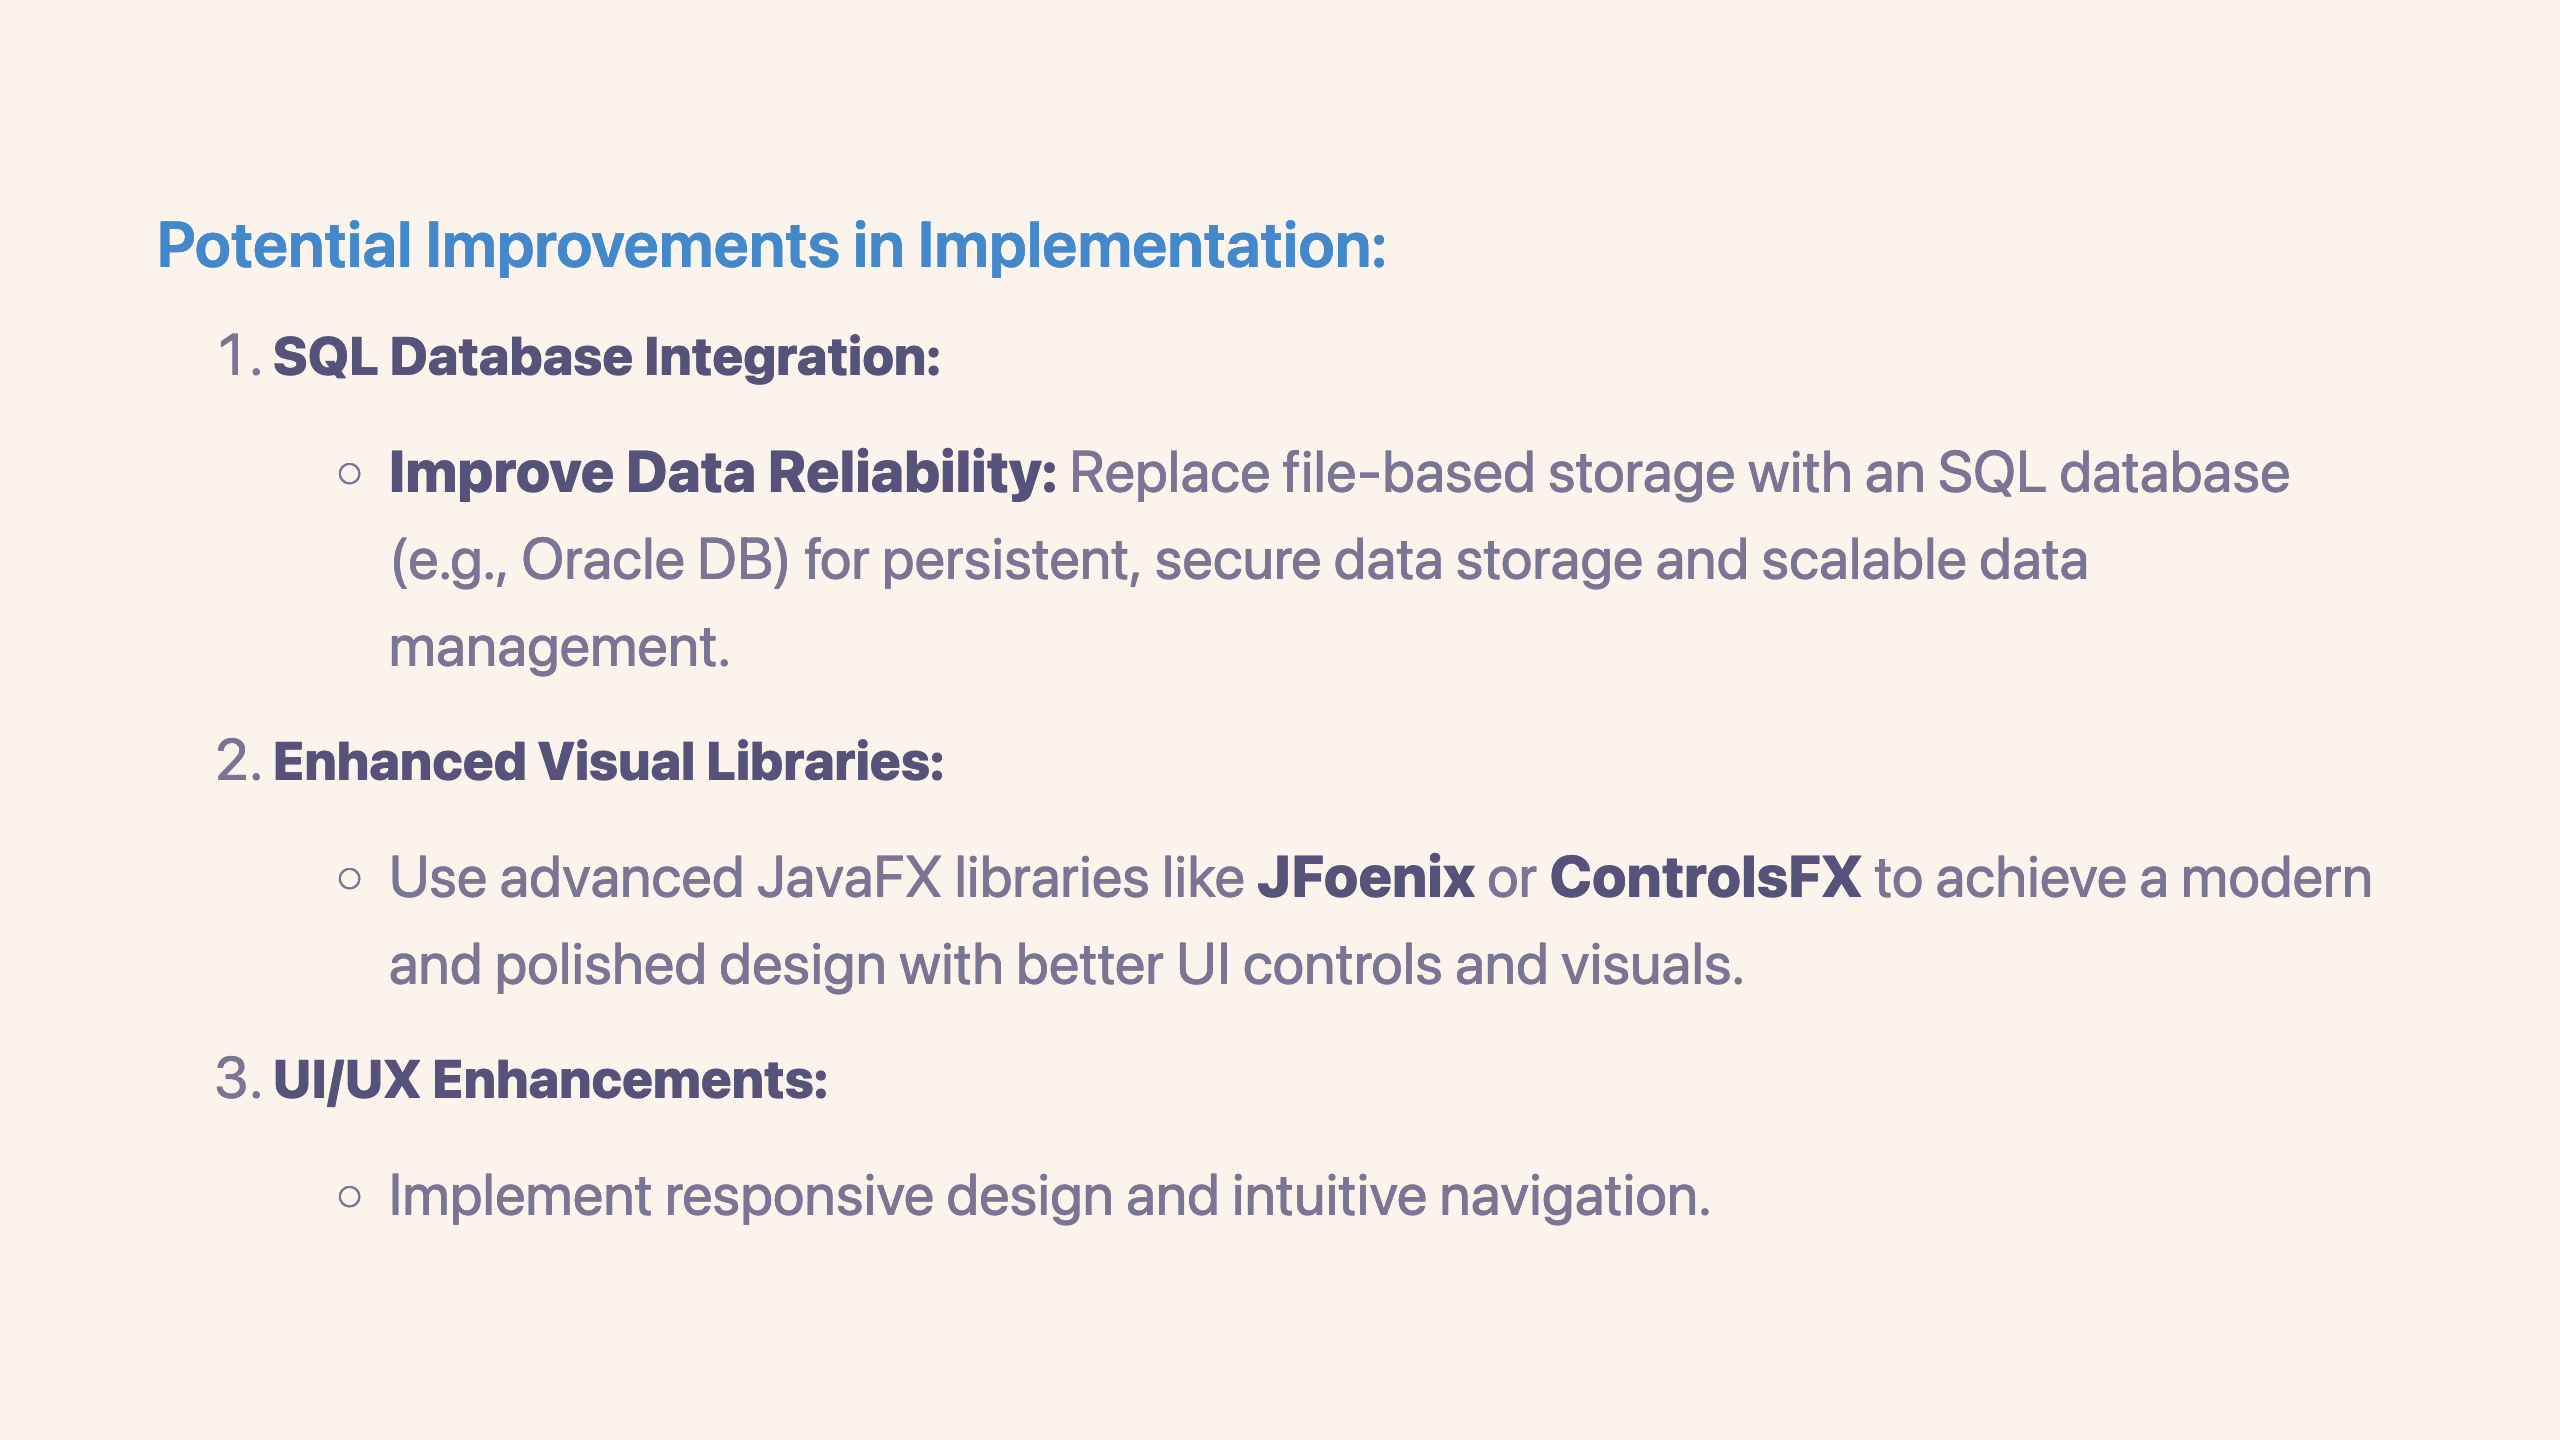 Potential Improvements in Implementation:
1. SQL Database Integration:
○ Improve Data Reliability: Replace file-based storage with an SQL database
(e.g., Oracle DB) for persistent, secure data storage and scalable data
management.
2. Enhanced Visual Libraries:
○ Use advanced JavaFX libraries like JFoenix or ControlsFX to achieve a modern
and polished design with better UI controls and visuals.
3. UI/UX Enhancements:
○ Implement responsive design and intuitive navigation.